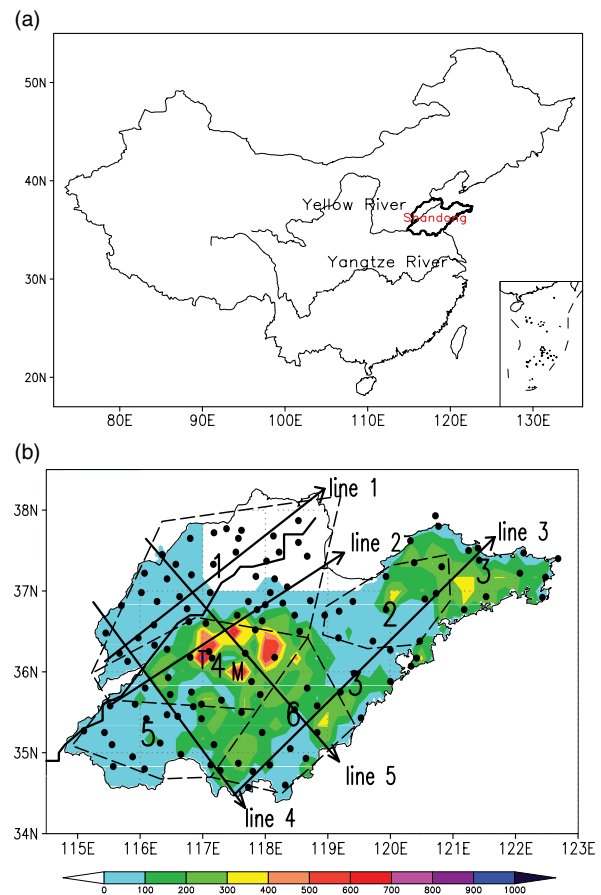 (a)
50N
40N
30N
20N
Yellow River
Shandong
Yangtze River
80E 90E 100E 110E 120E 130E
(b)
38N
37N
36N
35N
34N
line 1
line 2
line 3
1
3
2
T 4 M
3
6
5
line 5
line 4
115E 116E 117E 118E 119E 120E 121E 122E 123E
0 100 200 300 400 500 600 700 800 900 1000